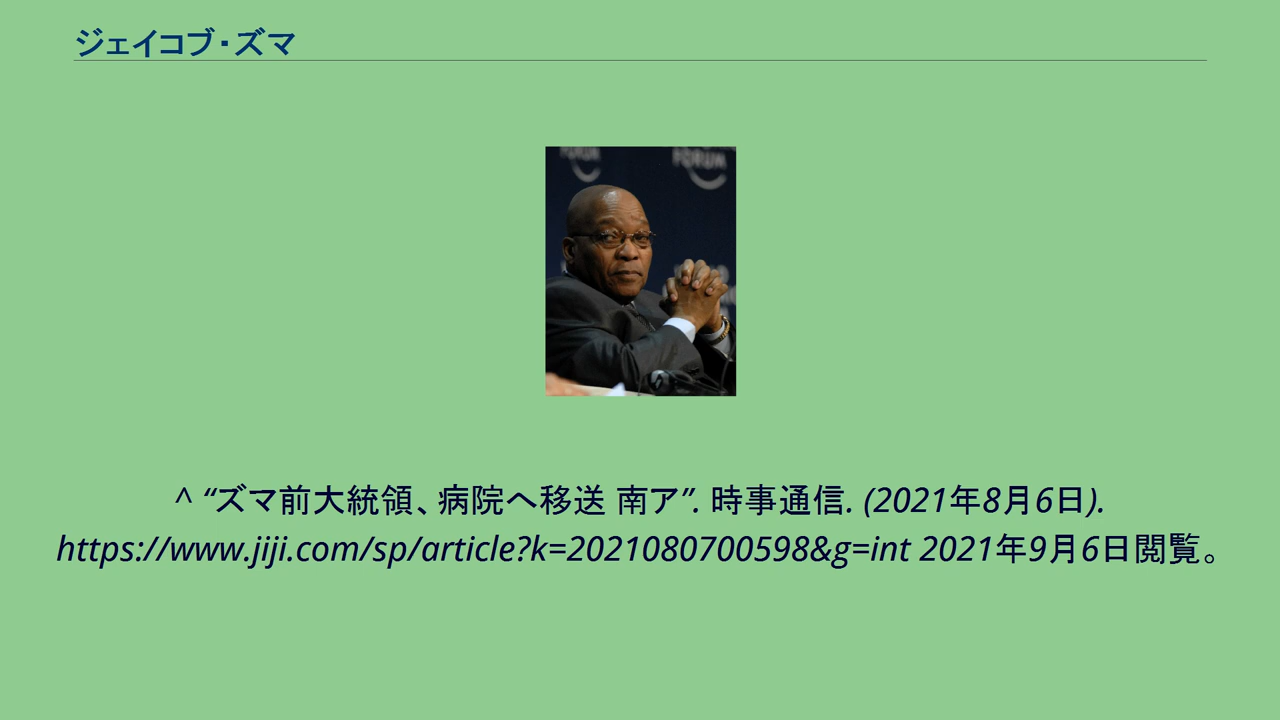 ジェイコブ・ズマ
FORUM
FORUM
^ “ズマ前大統領、病院へ移送 南ア”. 時事通信. (2021年8月6日).
https://www.jiji.com/sp/article?k=2021080700598&g=int 2021年9月6日閲覧。